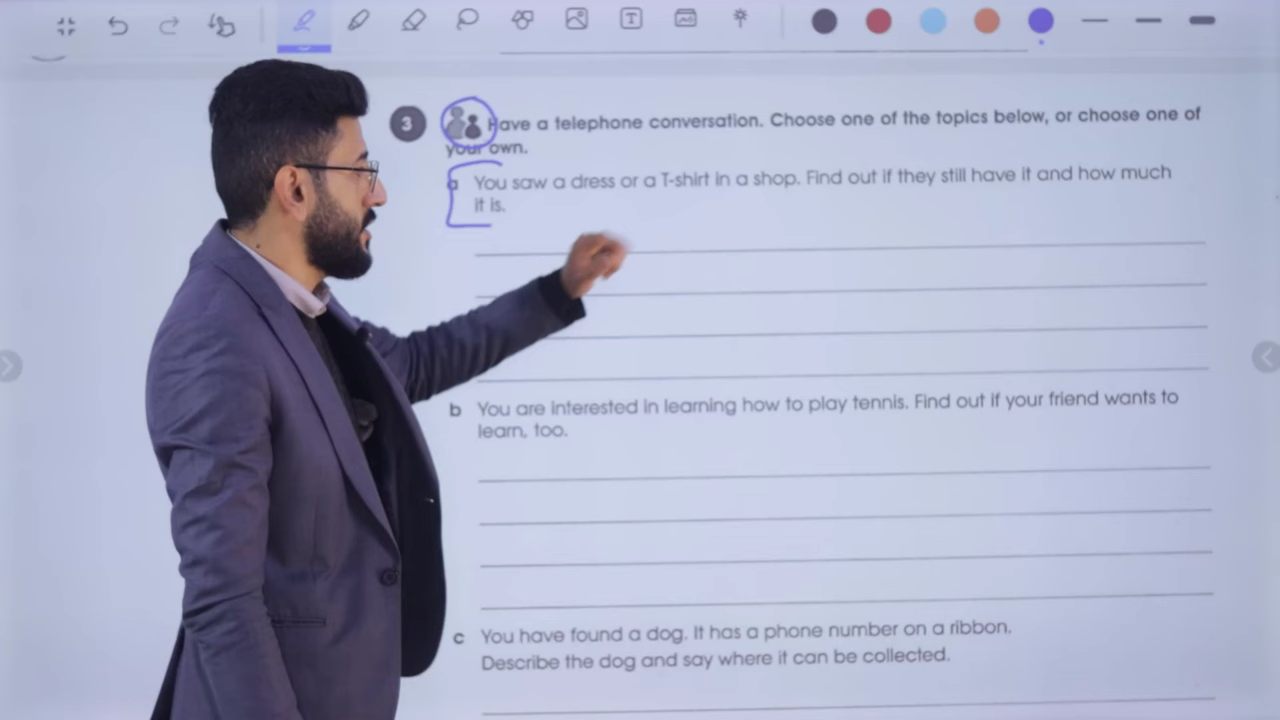 3 Have a telephone conversation. Choose one of the topics below, or choose one of
your own.
a You saw a dress or a T-shirt in a shop. Find out if they still have it and how much
it is.
b You are interested in learning how to play tennis. Find out if your friend wants to
learn, too.
c You have found a dog. It has a phone number on a ribbon.
Describe the dog and say where it can be collected.